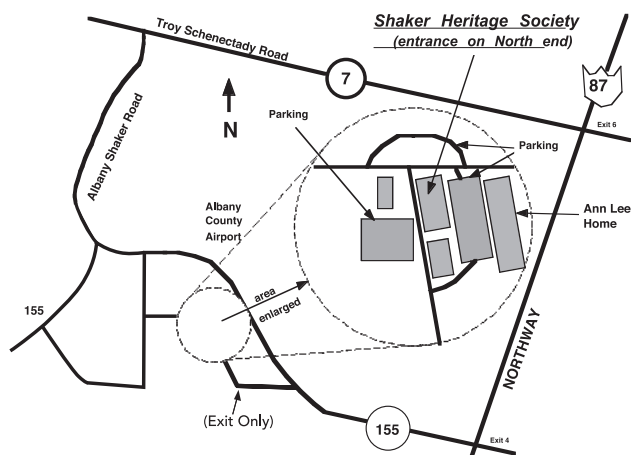 Shaker Heritage Society
(entrance on North end)
Troy Schenectady Road
7
87
Exit 6
Albany Shaker Road
N
Parking
Parking
Albany
County
Airport
Ann Lee
Home
area
enlarged
155
NORTHWAY
(Exit Only)
155
Exit 4